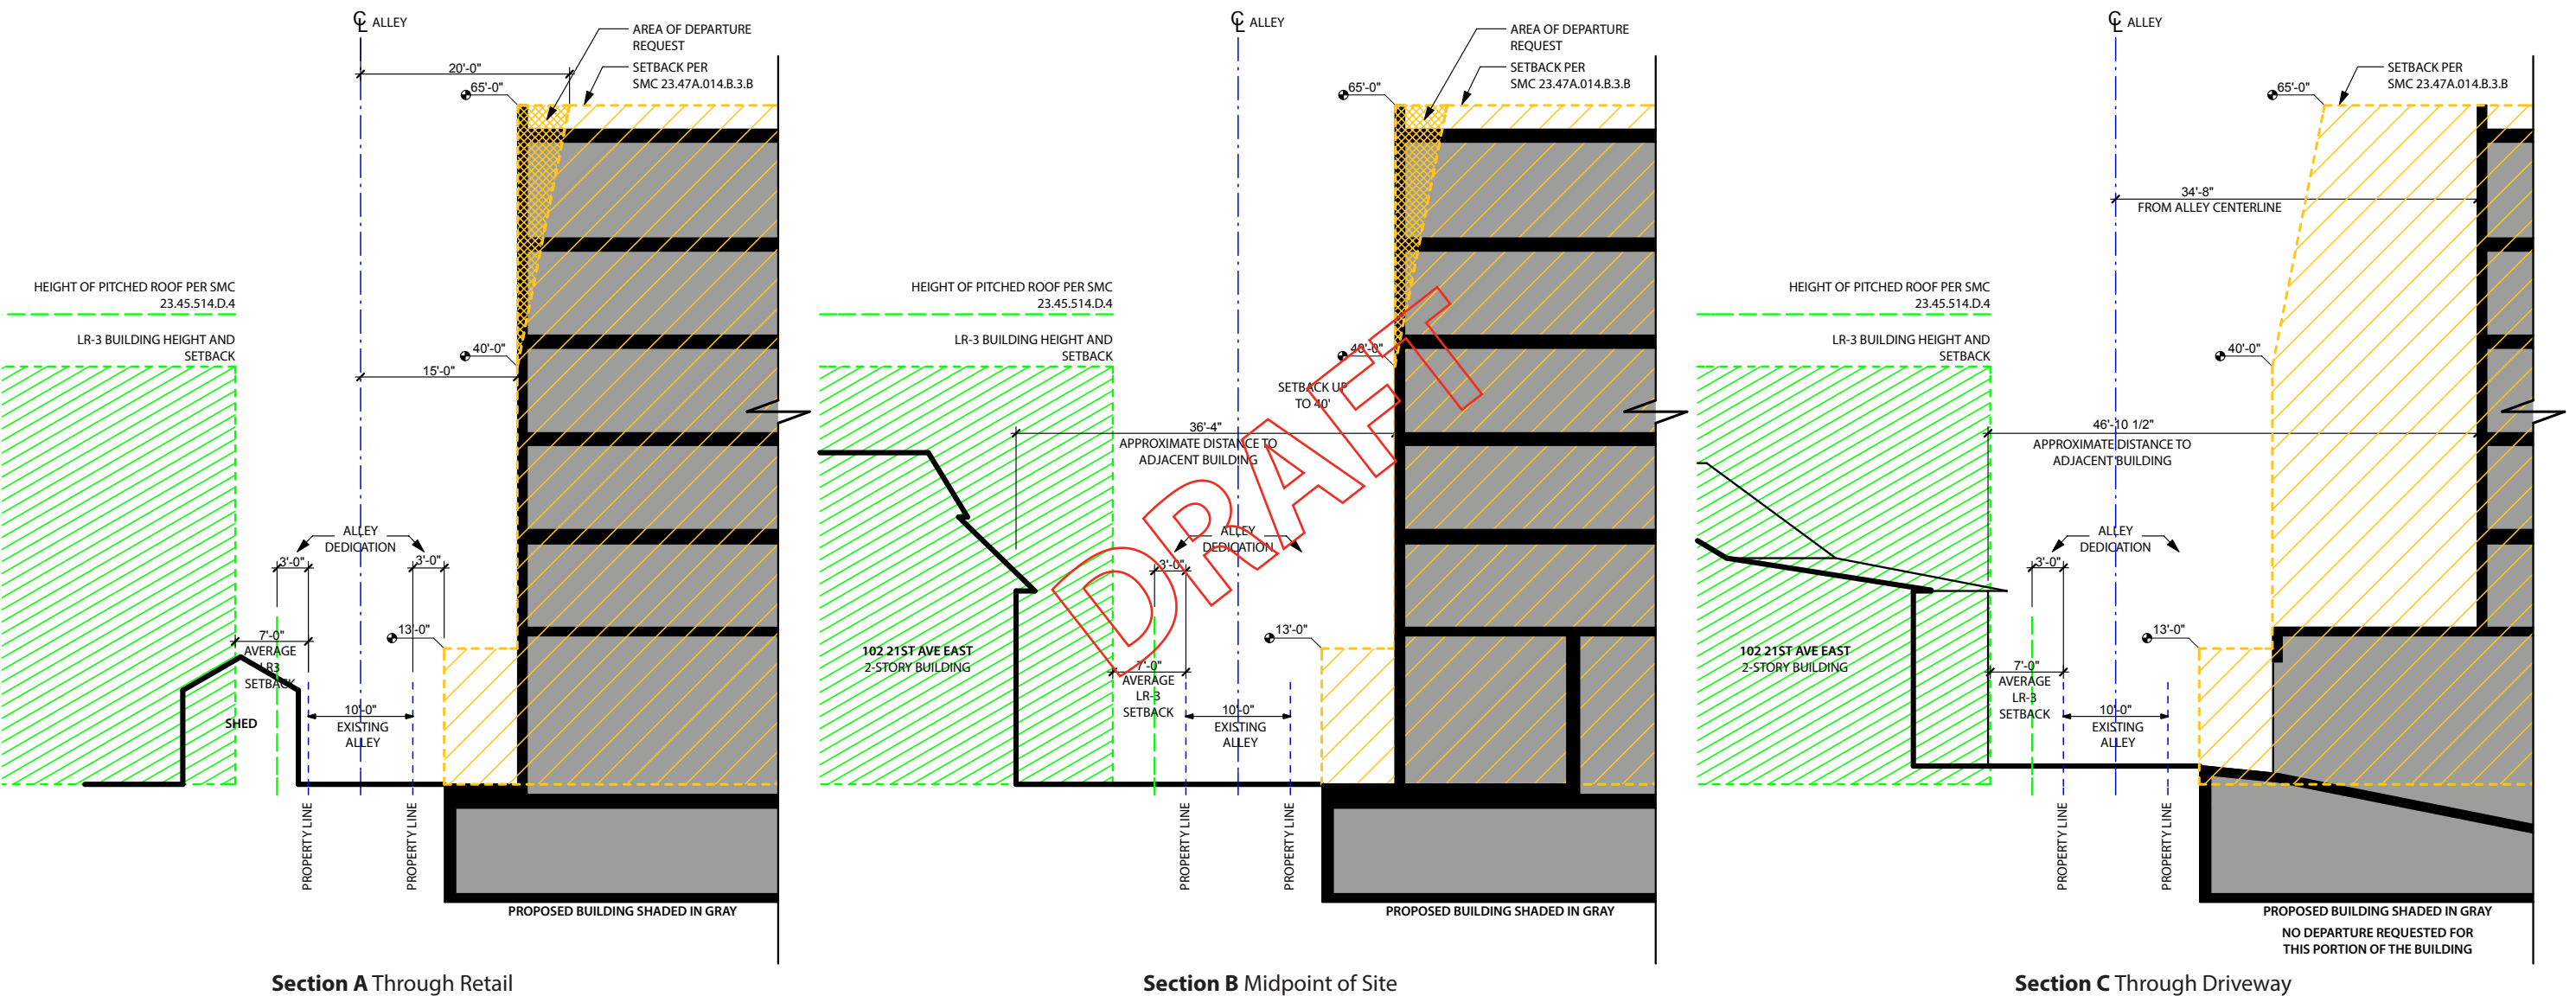 ℄ ALLEY
AREA OF DEPARTURE
REQUEST
20'-0"
SETBACK PER
SMC 23.47A.014.B.3.B
65'-0"
HEIGHT OF PITCHED ROOF PER SMC
23.45.514.D.4
LR-3 BUILDING HEIGHT AND
SETBACK
40'-0"
15'-0"
ALLEY
DEDICATION
3'-0"
3'-0"
13'-0"
7'-0"
AVERAGE
LR3
SETBACK
SHED
10'-0"
EXISTING
ALLEY
PROPERTY LINE
PROPERTY LINE
PROPOSED BUILDING SHADED IN GRAY
Section A Through Retail
℄ ALLEY
AREA OF DEPARTURE
REQUEST
SETBACK PER
SMC 23.47A.014.B.3.B
65'-0"
HEIGHT OF PITCHED ROOF PER SMC
23.45.514.D.4
LR-3 BUILDING HEIGHT AND
SETBACK
40'-0"
SETBACK UP
TO 40'
36'-4"
APPROXIMATE DISTANCE TO
ADJACENT BUILDING
DRAFT
ALLEY
DEDICATION
3'-0"
13'-0"
102 21ST AVE EAST
2-STORY BUILDING
7'-0"
AVERAGE
LR-3
SETBACK
10'-0"
EXISTING
ALLEY
PROPERTY LINE
PROPERTY LINE
PROPOSED BUILDING SHADED IN GRAY
Section B Midpoint of Site
℄ ALLEY
SETBACK PER
SMC 23.47A.014.B.3.B
65'-0"
34'-8"
FROM ALLEY CENTERLINE
HEIGHT OF PITCHED ROOF PER SMC
23.45.514.D.4
LR-3 BUILDING HEIGHT AND
SETBACK
40'-0"
46'-10 1/2"
APPROXIMATE DISTANCE TO
ADJACENT BUILDING
ALLEY
DEDICATION
3'-0"
13'-0"
102 21ST AVE EAST
2-STORY BUILDING
7'-0"
AVERAGE
LR-3
SETBACK
10'-0"
EXISTING
ALLEY
PROPERTY LINE
PROPERTY LINE
PROPOSED BUILDING SHADED IN GRAY
NO DEPARTURE REQUESTED FOR
THIS PORTION OF THE BUILDING
Section C Through Driveway